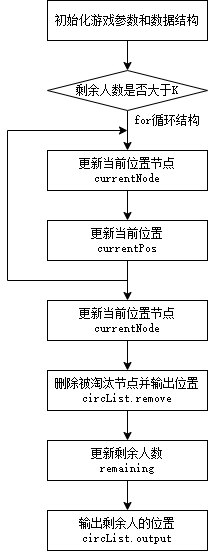 初始化游戏参数和数据结构
剩余人数是否大于K
for循环结构
更新当前位置节点
currentNode
更新当前位置
currentPos
更新当前位置节点
currentNode
删除被淘汰节点并输出位置
circList.remove
更新剩余人数
remaining
输出剩余人的位置
circList.output